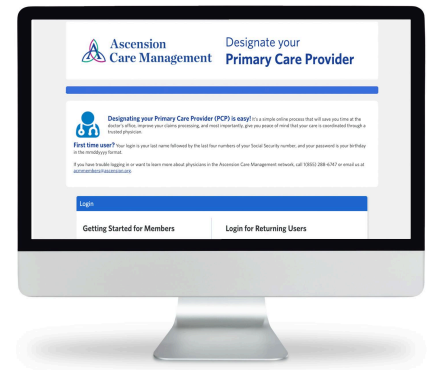 Ascension
Care Management
Designate your
Primary Care Provider
Designating your Primary Care Provider (PCP) is easy! It's a simple online process that will save you time at the
doctor's office, improve your claims processing, and most importantly, give you peace of mind that your care is coordinated through a
trusted physician.
First time user? Your login is your last name followed by the last four numbers of your Social Security number, and your password is your birthday
in the mmddyyyy format.
If you have trouble logging in or want to learn more about physicians in the Ascension Care Management network, call 1(855) 288-6747 or email us at
acmmembers@ascension.org
Login
Getting Started for Members
Login for Returning Users